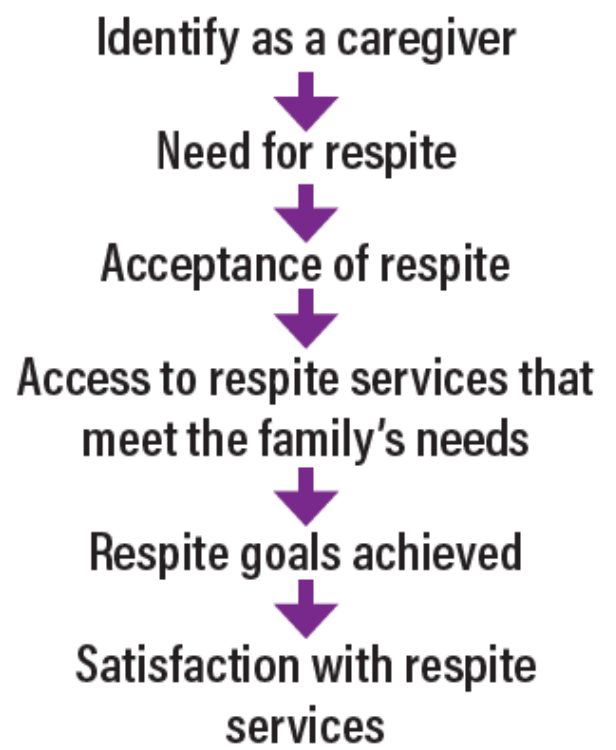 Identify as a caregiver
Need for respite
Acceptance of respite
Access to respite services that
meet the family's needs
Respite goals achieved
Satisfaction with respite
services